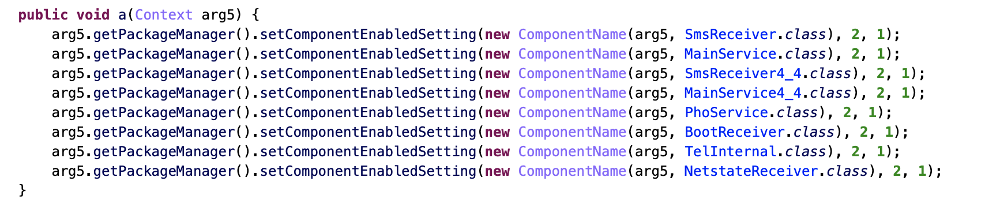 public void a(Context arg5) {
    arg5.getPackageManager().setComponentEnabledSetting(new ComponentName(arg5, SmsReceiver.class), 2, 1);
    arg5.getPackageManager().setComponentEnabledSetting(new ComponentName(arg5, MainService.class), 2, 1);
    arg5.getPackageManager().setComponentEnabledSetting(new ComponentName(arg5, SmsReceiver4_4.class), 2, 1);
    arg5.getPackageManager().setComponentEnabledSetting(new ComponentName(arg5, MainService4_4.class), 2, 1);
    arg5.getPackageManager().setComponentEnabledSetting(new ComponentName(arg5, PhoService.class), 2, 1);
    arg5.getPackageManager().setComponentEnabledSetting(new ComponentName(arg5, BootReceiver.class), 2, 1);
    arg5.getPackageManager().setComponentEnabledSetting(new ComponentName(arg5, TelInternal.class), 2, 1);
    arg5.getPackageManager().setComponentEnabledSetting(new ComponentName(arg5, NetstateReceiver.class), 2, 1);
}